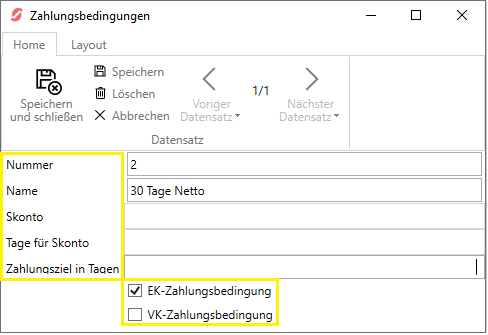 Zahlungsbedingungen
Home Layout
Speichern und schließen
Speichern
Löschen
Abbrechen
Voriger Datensatz
1/1
Nächster Datensatz
Datensatz
Nummer 2
Name 30 Tage Netto
Skonto
Tage für Skonto
Zahlungsziel in Tagen
EK-Zahlungsbedingung
VK-Zahlungsbedingung